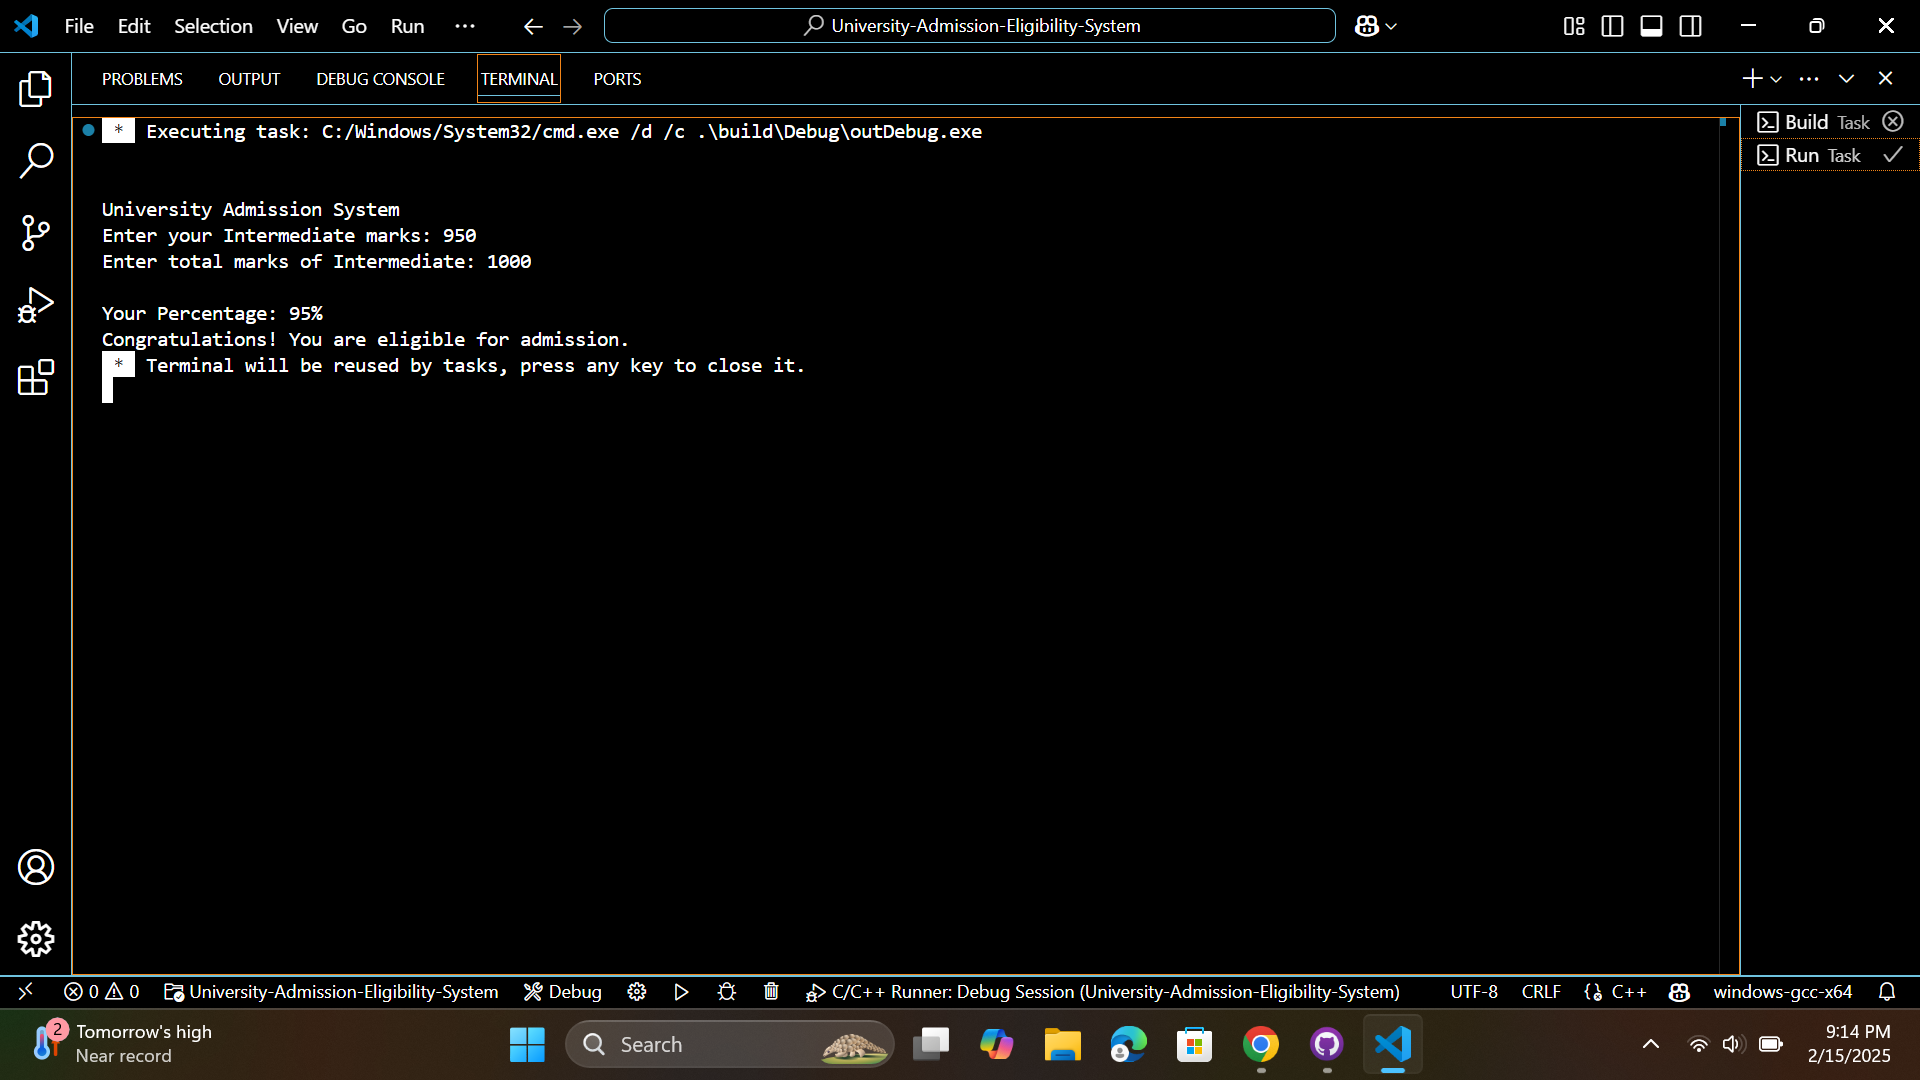 File Edit Selection View Go Run ···
University-Admission-Eligibility-System
PROBLEMS OUTPUT DEBUG CONSOLE TERMINAL PORTS
* Executing task: C:/Windows/System32/cmd.exe /d /c .\build\Debug\outDebug.exe
Build Task
Run Task
University Admission System
Enter your Intermediate marks: 950
Enter total marks of Intermediate: 1000
Your Percentage: 95%
Congratulations! You are eligible for admission.
* Terminal will be reused by tasks, press any key to close it.
0 0 University-Admission-Eligibility-System Debug C/C++ Runner: Debug Session (University-Admission-Eligibility-System) UTF-8 CRLF C++ windows-gcc-x64
2 Tomorrow's high
Near record
Search
9:14 PM
2/15/2025